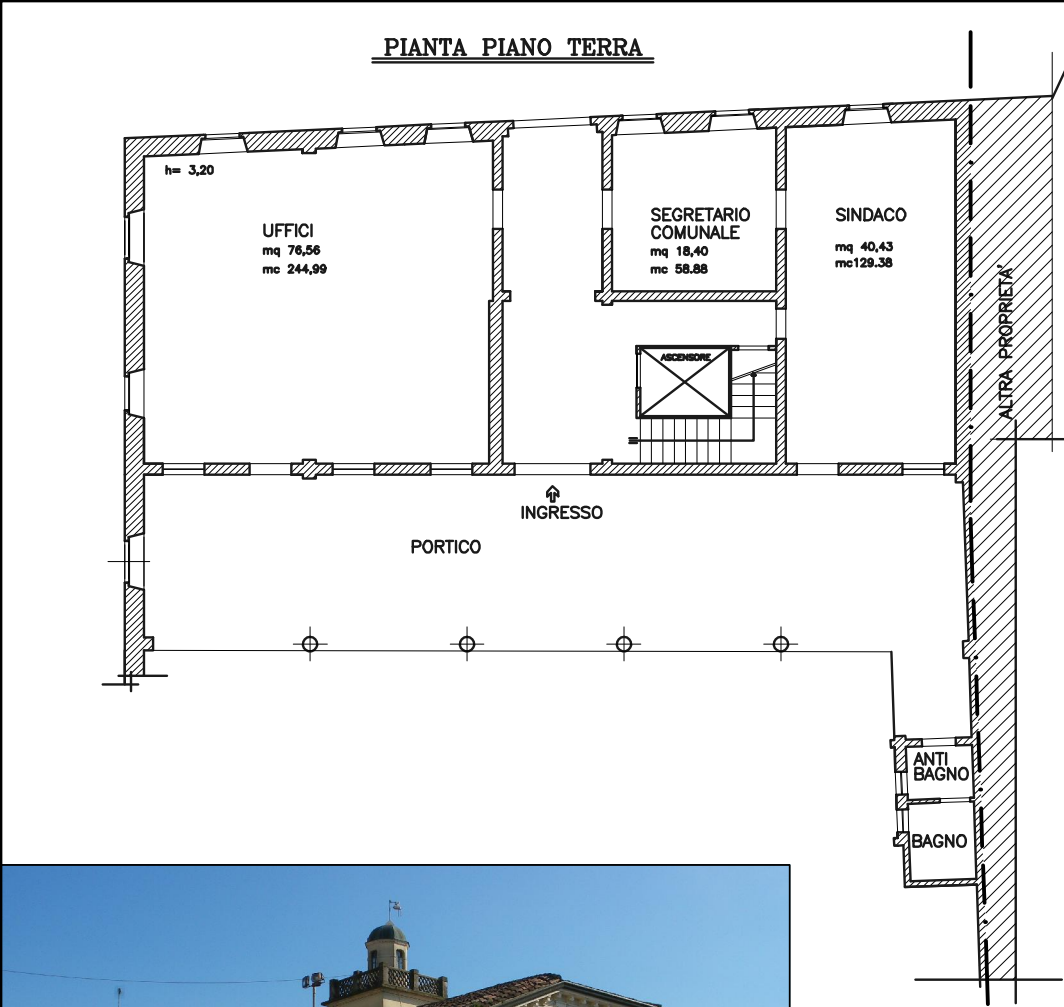 PIANTA PIANO TERRA
h= 3,20
UFFICI
mq 76,56
mc 244,99
SEGRETARIO
COMUNALE
mq 18,40
mc 58.88
SINDACO
mq 40,43
mc129.38
ALTRA PROPRIETA'
ASCENSORE
INGRESSO
PORTICO
ANTI
BAGNO
BAGNO